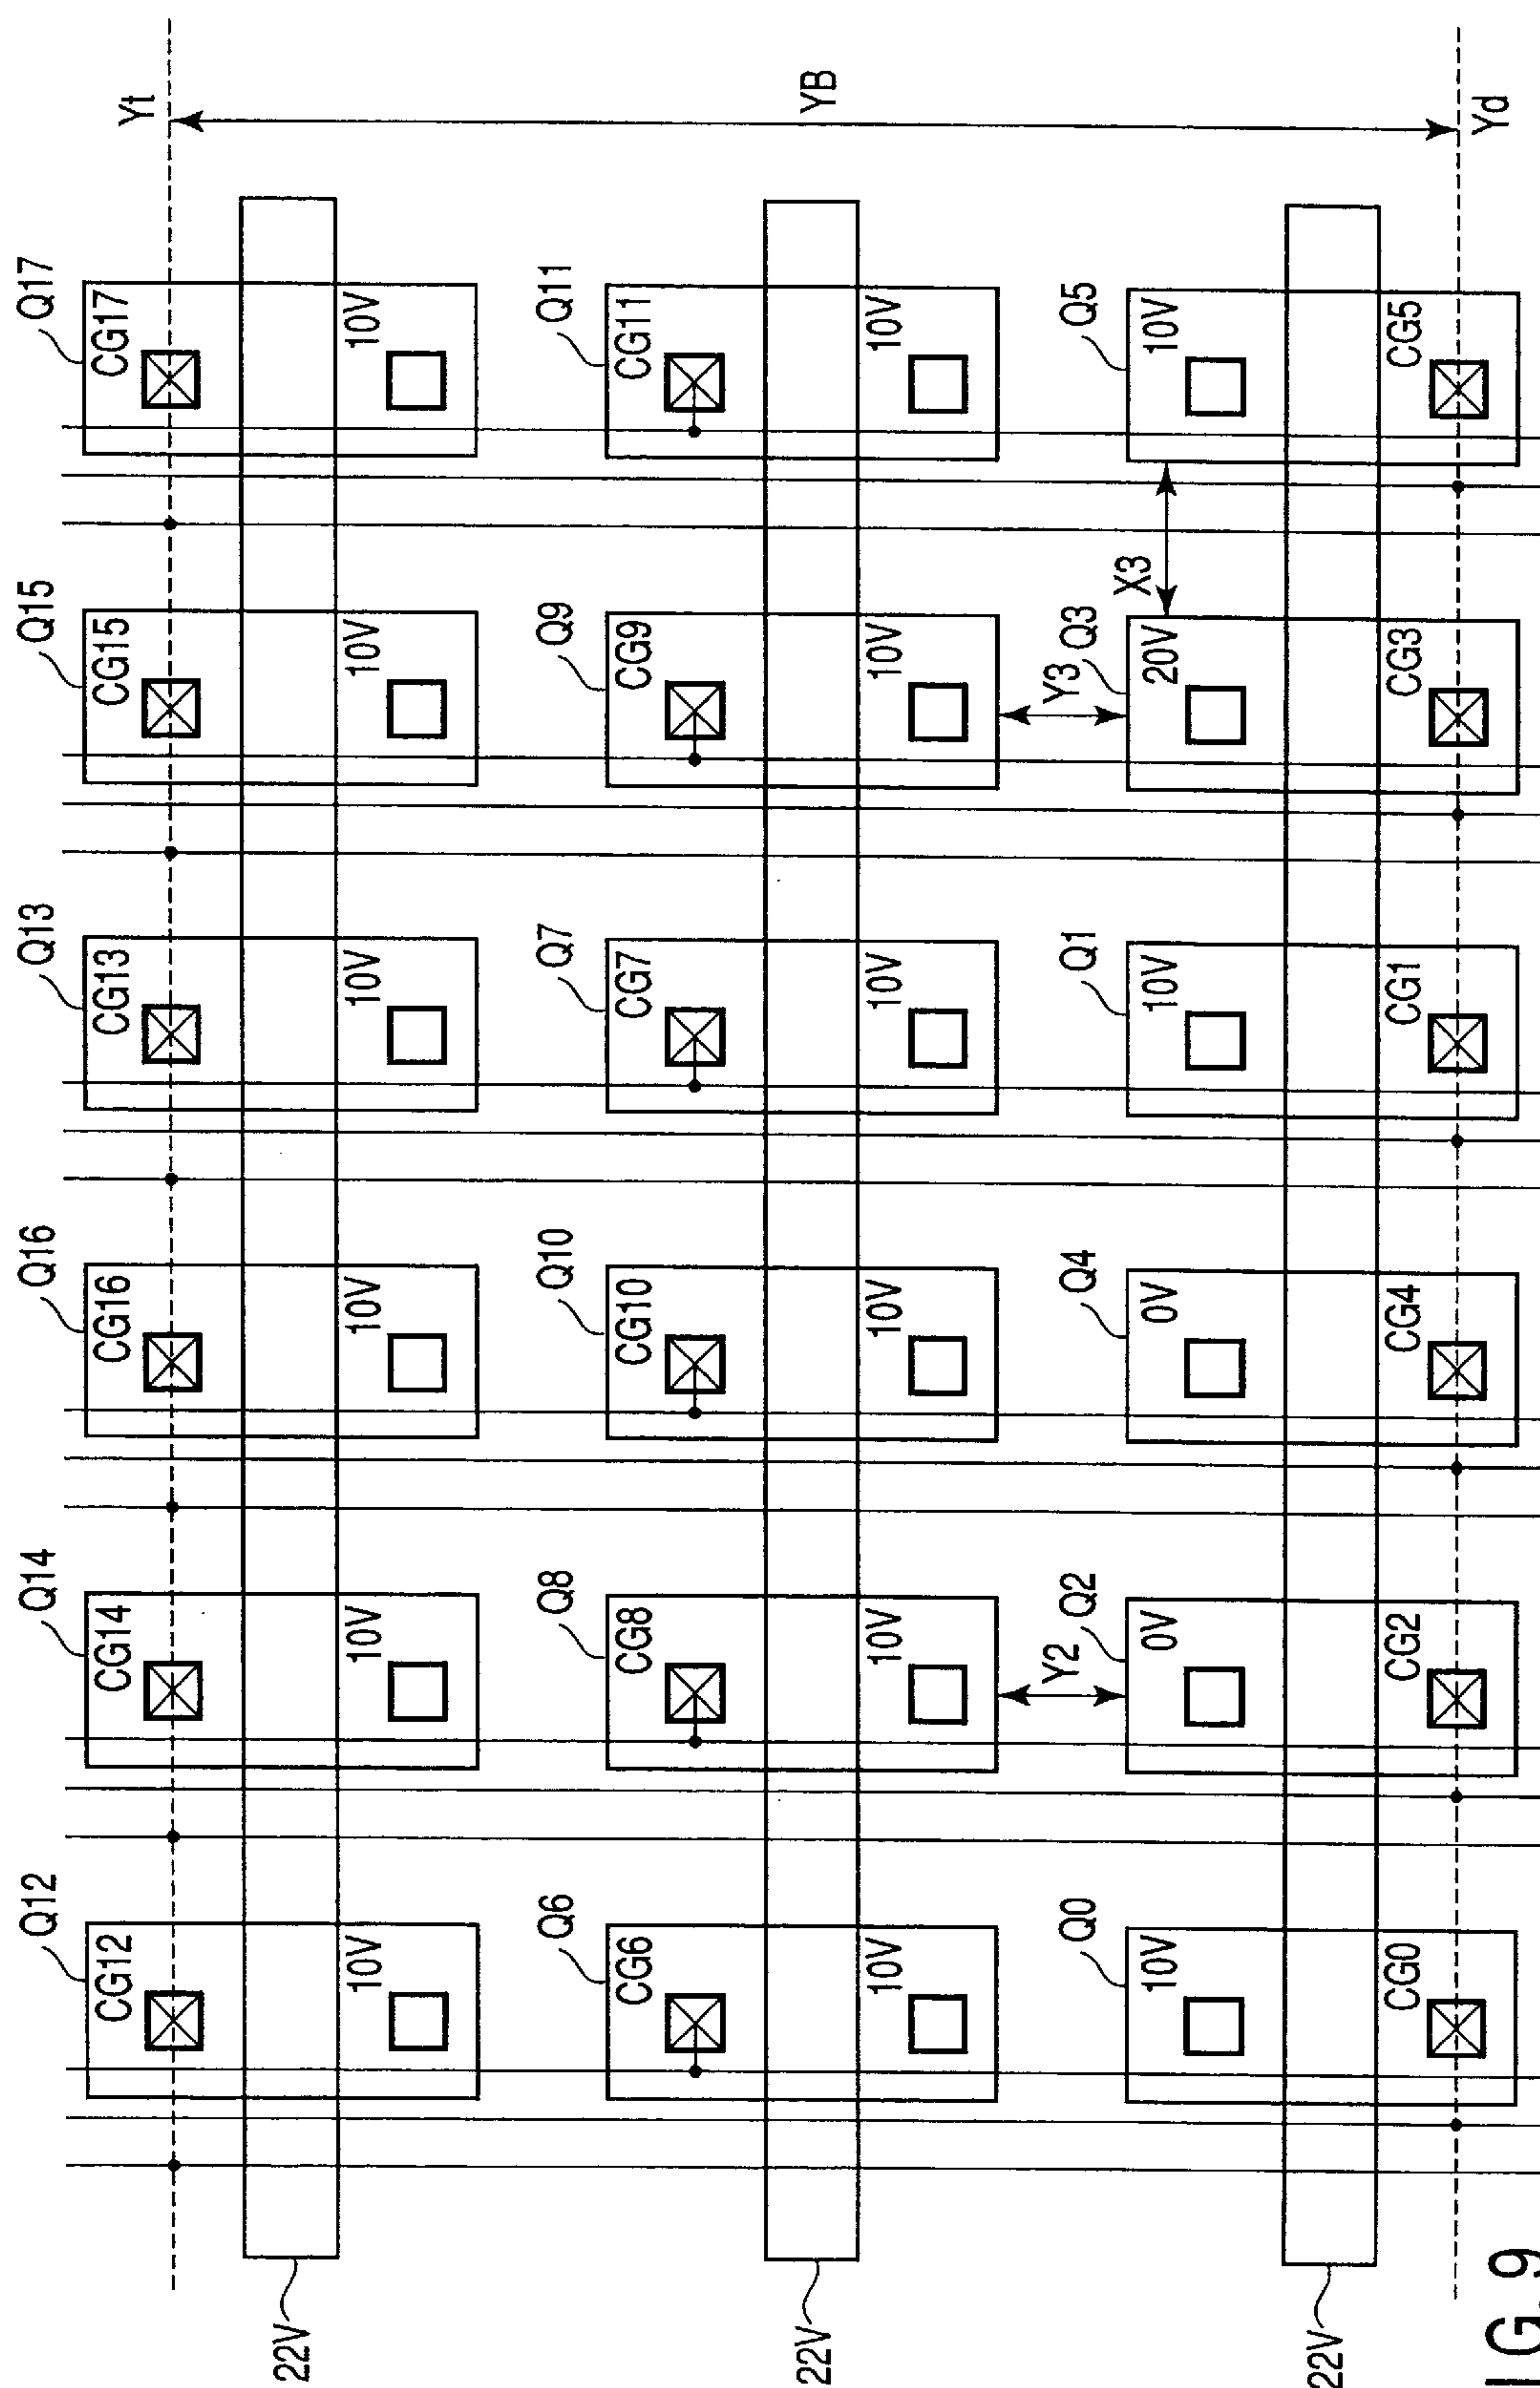 Q12 Q14 Q16 Q13 Q15 Q17
CG12 CG14 CG16 CG13 CG15 CG17 Yt
22V
10V 10V 10V 10V 10V 10V
Q6 Q8 Q10 Q7 Q9 Q11
CG6 CG8 CG10 CG7 CG9 CG11
22V YB
10V 10V 10V 10V 10V 10V
Q0 Y2 Q2 Q4 Q1 Y3 Q3 Q5
X3
10V 0V 0V 10V 20V 10V
22V
CG0 CG2 CG4 CG1 CG3 CG5
Yd
IG. 9